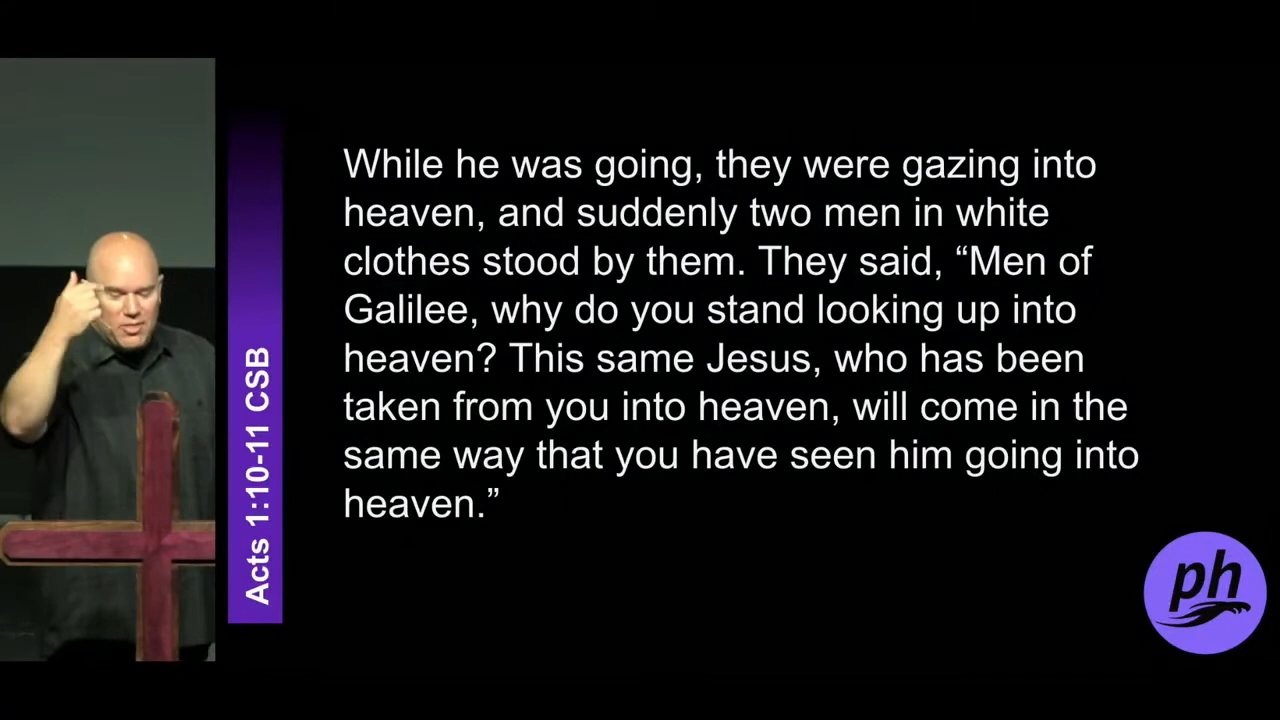 While he was going, they were gazing into
heaven, and suddenly two men in white
clothes stood by them. They said, “Men of
Galilee, why do you stand looking up into
heaven? This same Jesus, who has been
taken from you into heaven, will come in the
same way that you have seen him going into
heaven.”
Acts 1:10-11 CSB
ph